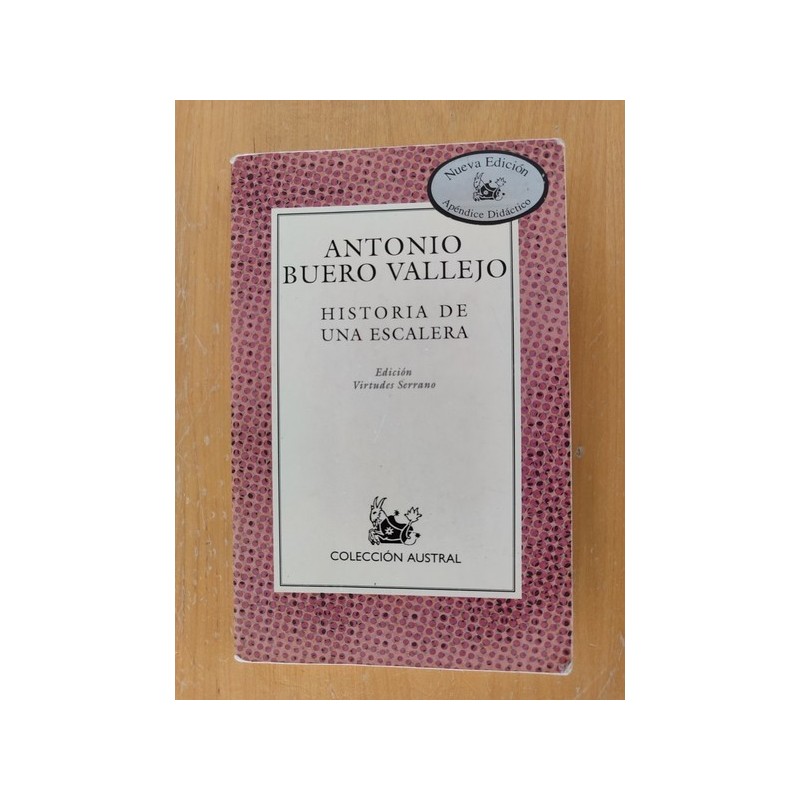 Nueva Edición
Apéndice Didáctico
ANTONIO
BUERO VALLEJO
HISTORIA DE
UNA ESCALERA
Edición
Virtudes Serrano
COLECCIÓN AUSTRAL